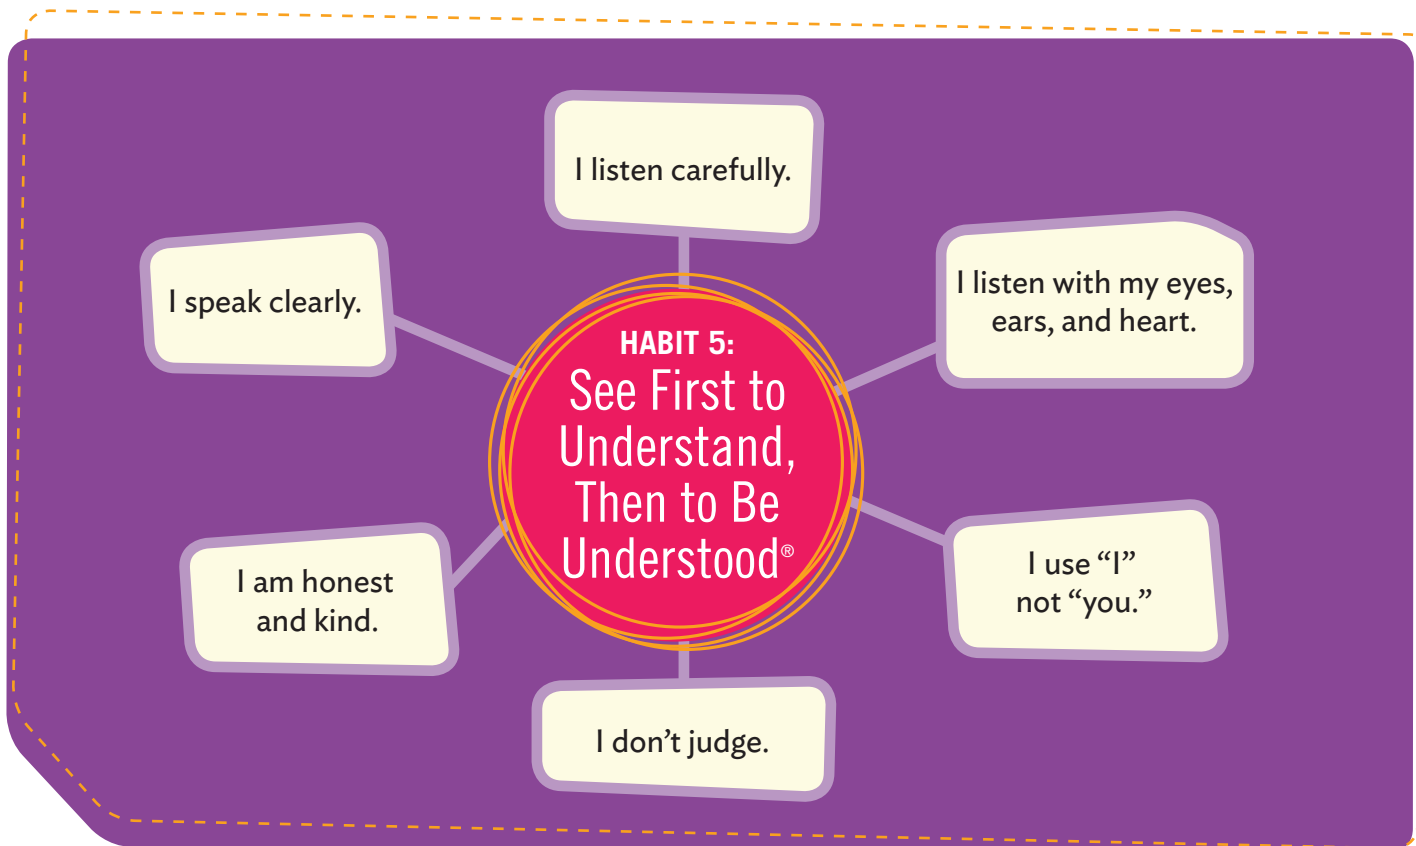 I listen carefully.
I speak clearly.
I listen with my eyes,
ears, and heart.
HABIT 5:
See First to
Understand,
Then to Be
Understood®
I am honest
and kind.
I use “I”
not “you.”
I don’t judge.